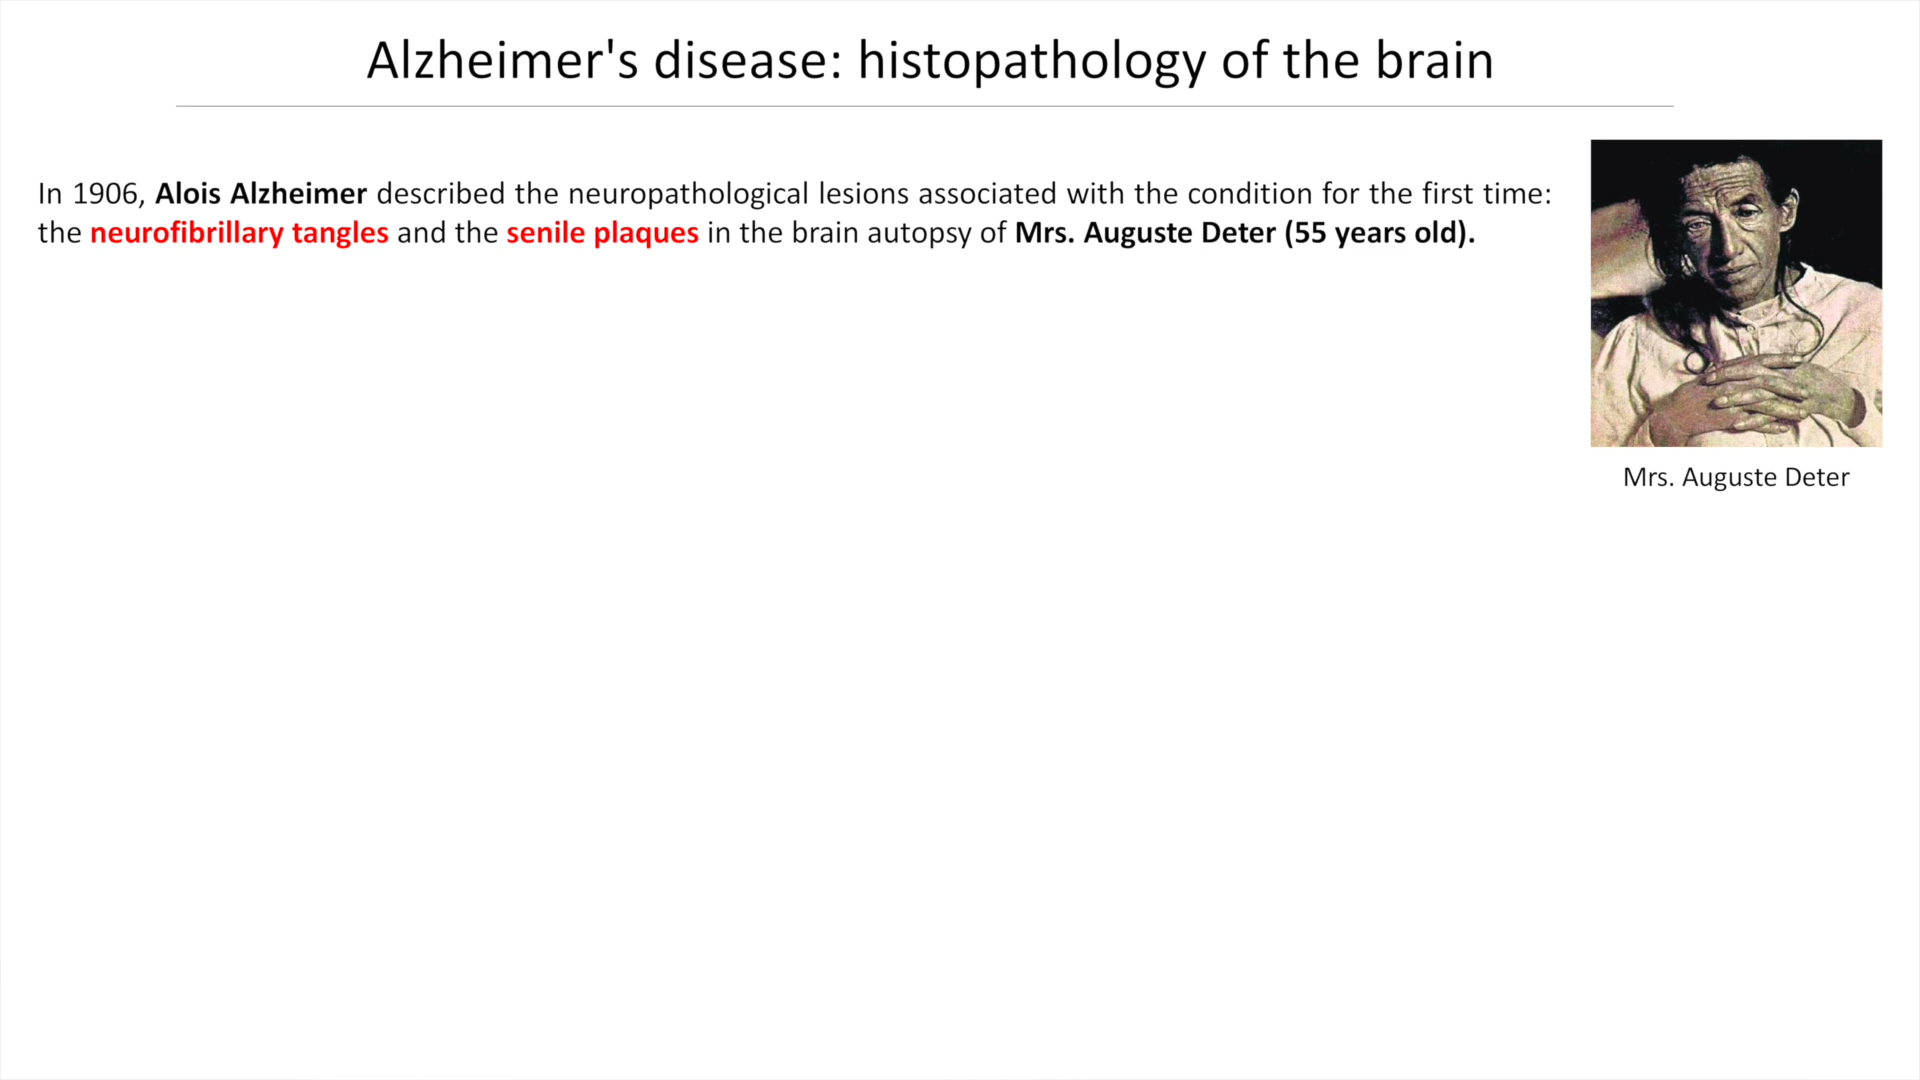 Alzheimer's disease: histopathology of the brain
In 1906, Alois Alzheimer described the neuropathological lesions associated with the condition for the first time:
the neurofibrillary tangles and the senile plaques in the brain autopsy of Mrs. Auguste Deter (55 years old).
Mrs. Auguste Deter